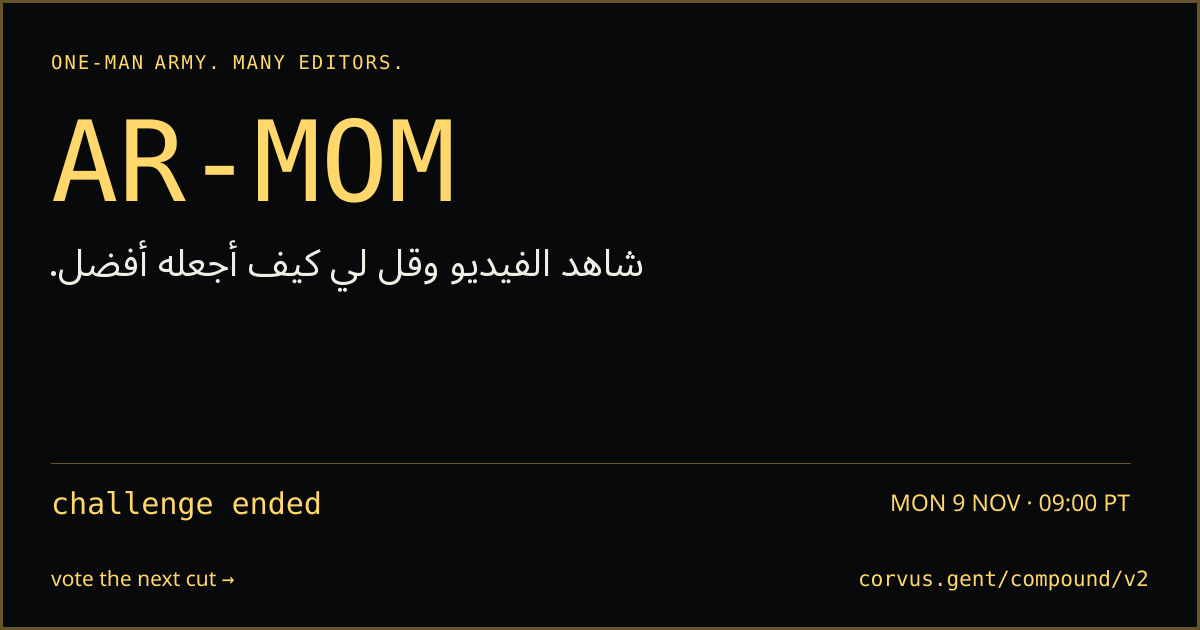 ONE-MAN ARMY. MANY EDITORS.
AR-MOM
شاهد الفيديو وقل لي كيف أجعله أفضل.
challenge ended
MON 9 NOV · 09:00 PT
vote the next cut →
corvus.gent/compound/v2